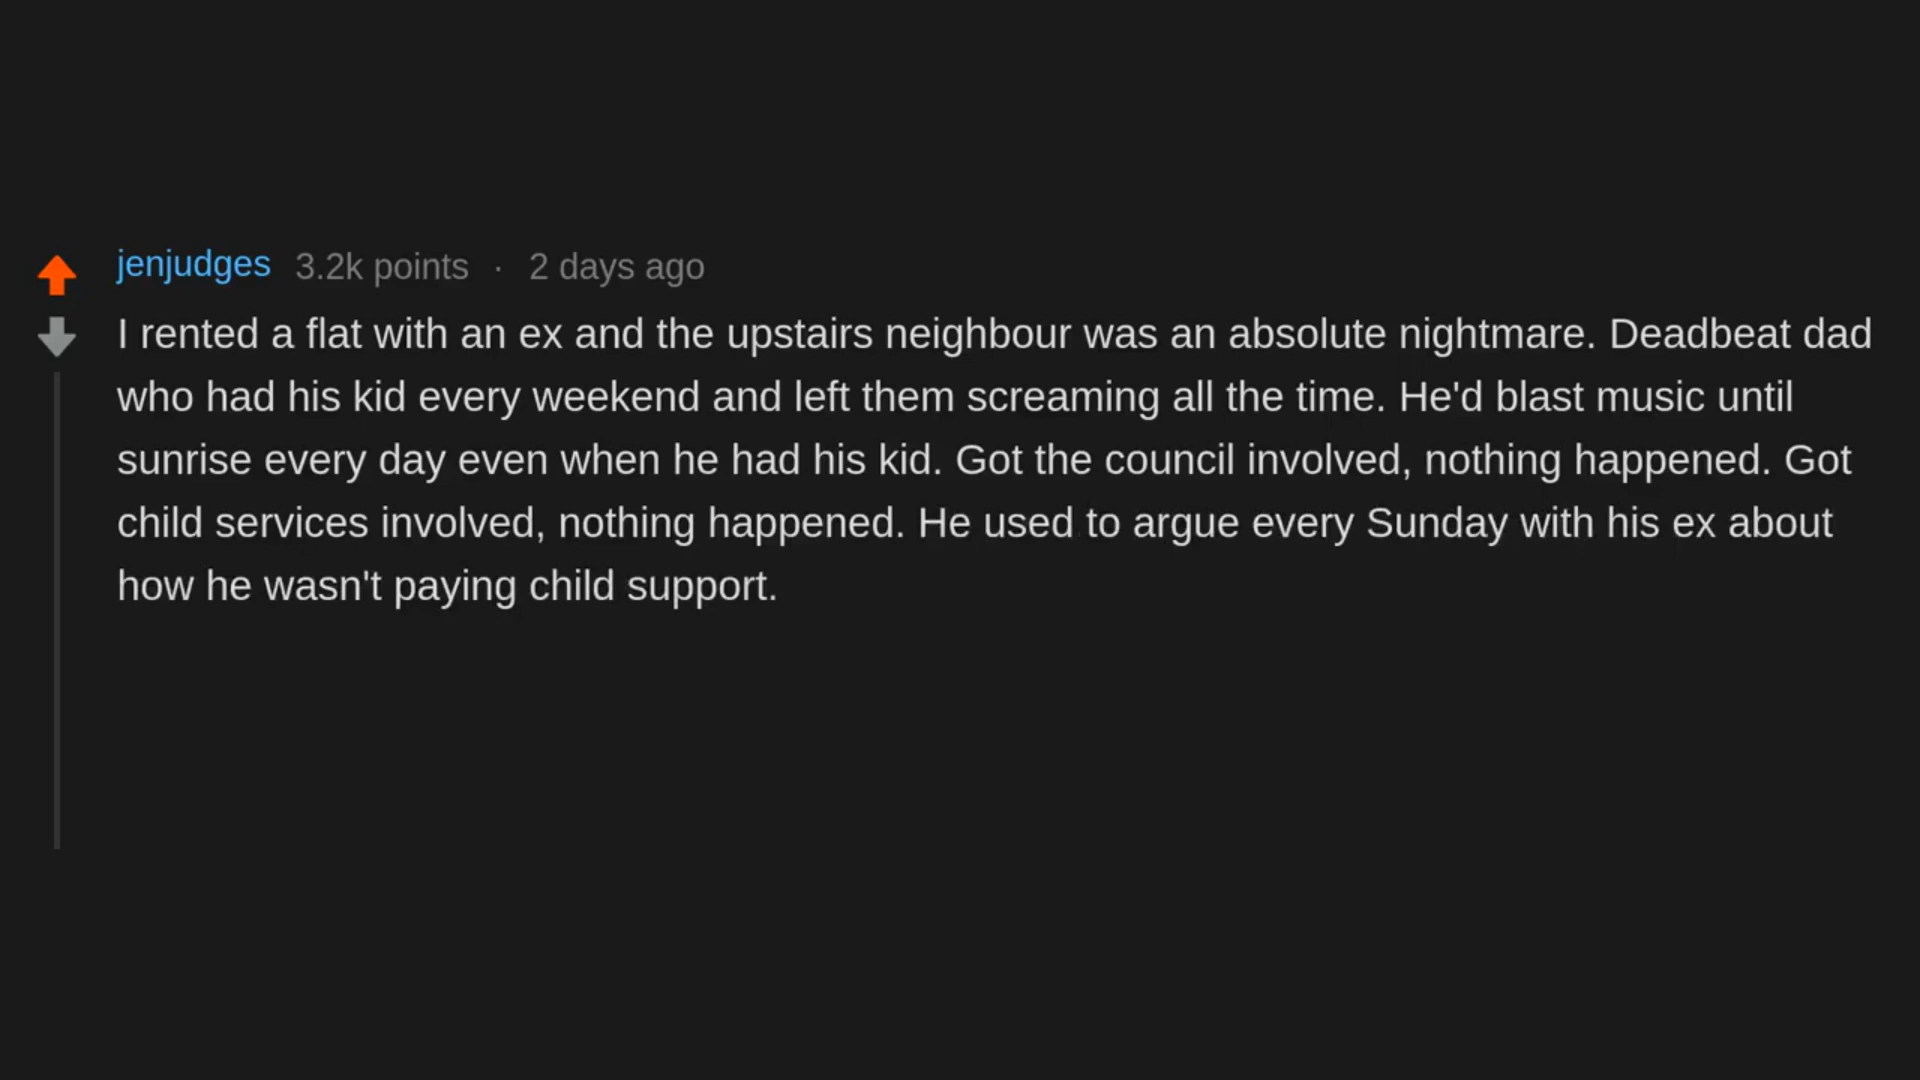 jenjudges 3.2k points · 2 days ago
I rented a flat with an ex and the upstairs neighbour was an absolute nightmare. Deadbeat dad
who had his kid every weekend and left them screaming all the time. He'd blast music until
sunrise every day even when he had his kid. Got the council involved, nothing happened. Got
child services involved, nothing happened. He used to argue every Sunday with his ex about
how he wasn't paying child support.